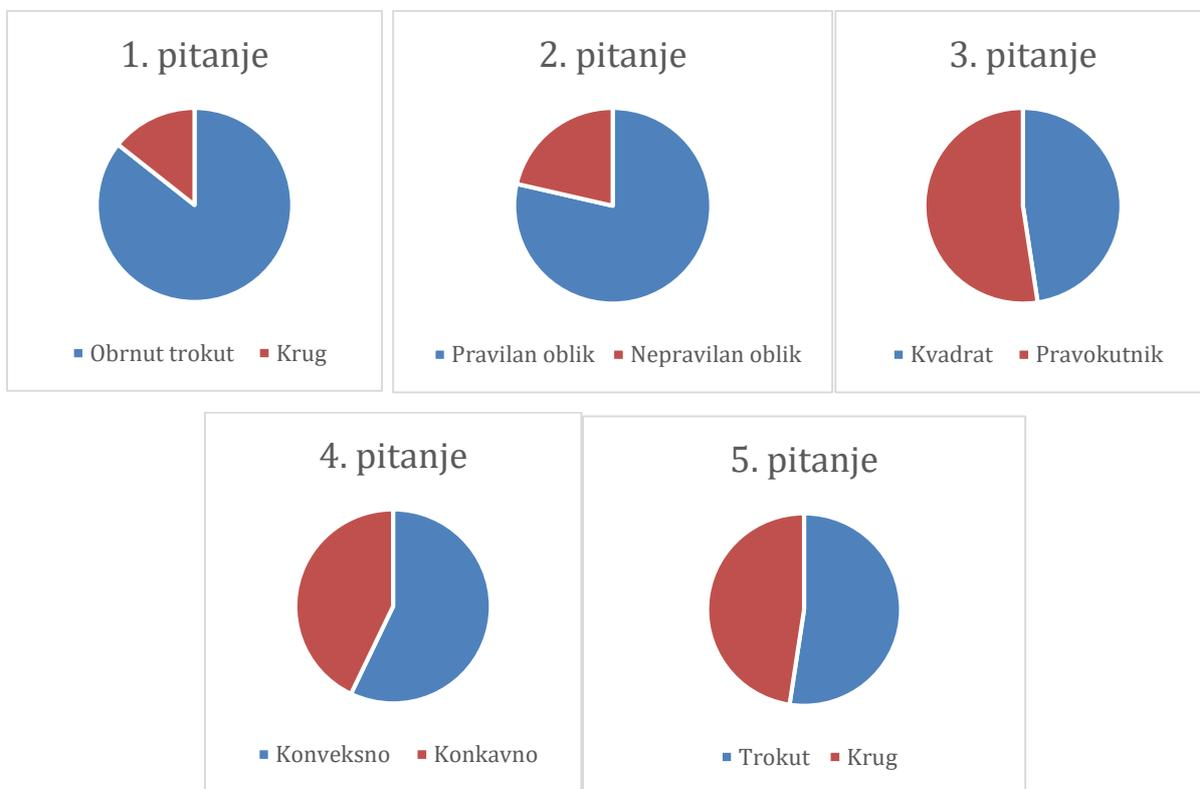 1. pitanje
Obrnut trokut Krug
2. pitanje
Pravilan oblik Nepravilan oblik
3. pitanje
Kvadrat Pravokutnik
4. pitanje
Konveksno Konkavno
5. pitanje
Trokut Krug